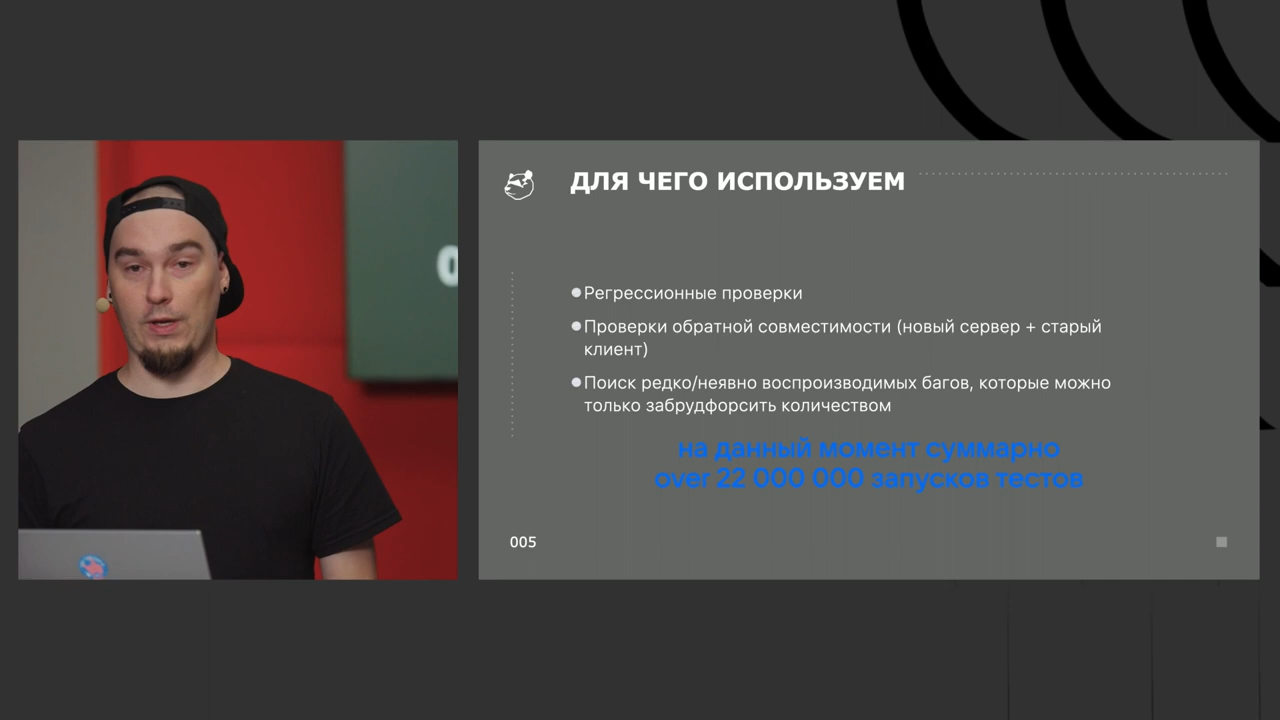 ДЛЯ ЧЕГО ИСПОЛЬЗУЕМ
Регрессионные проверки
Проверки обратной совместимости (новый сервер + старый
клиент)
Поиск редко/неявно воспроизводимых багов, которые можно
только забрудфорсить количеством
на данный момент суммарно
over 22 000 000 запусков тестов
005